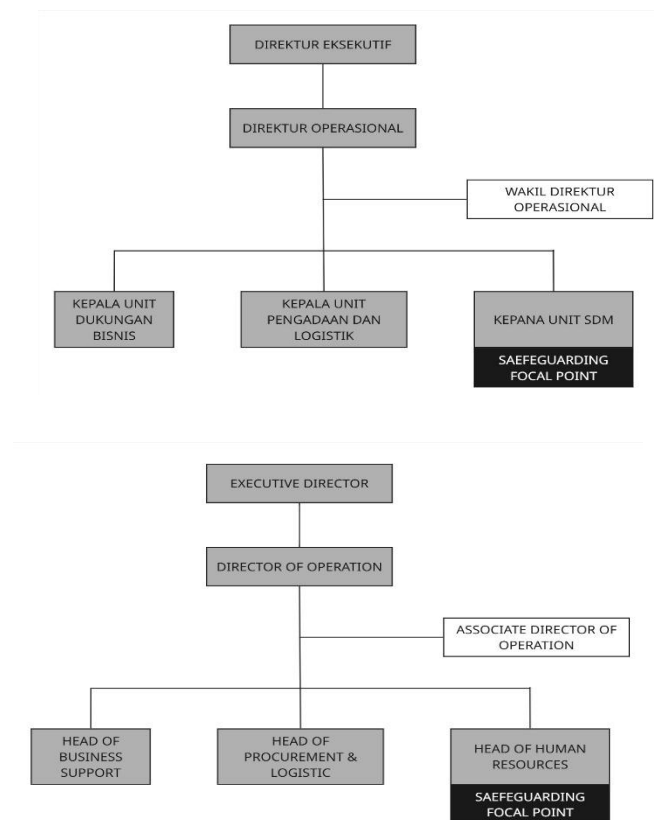 DIREKTUR EKSEKUTIF
DIREKTUR OPERASIONAL
WAKIL DIREKTUR
OPERASIONAL
KEPALA UNIT
DUKUNGAN
BISNIS
KEPALA UNIT
PENGADAAN DAN
LOGISTIK
KEPANA UNIT SDM
SAEFEGUARDING
FOCAL POINT
EXECUTIVE DIRECTOR
DIRECTOR OF OPERATION
ASSOCIATE DIRECTOR OF
OPERATION
HEAD OF
BUSINESS
SUPPORT
HEAD OF
PROCUREMENT &
LOGISTIC
HEAD OF HUMAN
RESOURCES
SAEFEGUARDING
FOCAL POINT